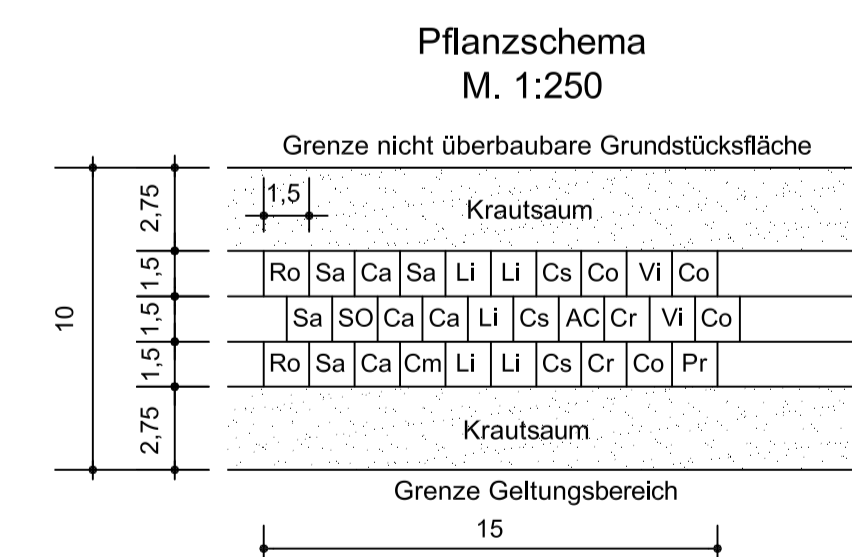 Pflanzschema
M. 1:250
Grenze nicht überbaubare Grundstücksfläche
2,75
1,5
Krautsaum
10
1,5
Ro Sa Ca Sa Li Li Cs Co Vi Co
1,5
Sa SO Ca Ca Li Cs AC Cr Vi Co
1,5
Ro Sa Ca Cm Li Li Cs Cr Co Pr
2,75
Krautsaum
Grenze Geltungsbereich
15